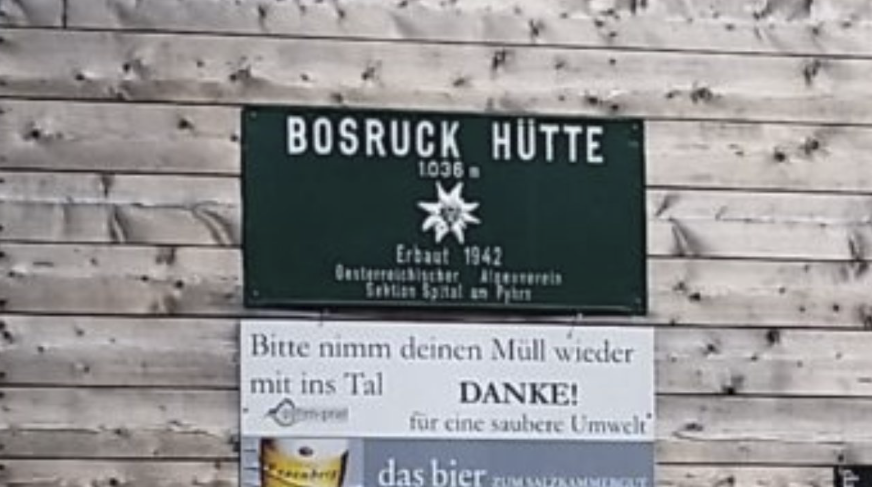 BOSRUCK HÜTTE
1.036 m
Erbaut 1942
Oesterreichischer Alpenverein
Sektion Spital am Pyhrn
Bitte nimm deinen Müll wieder
mit ins Tal
DANKE!
für eine saubere Umwelt
das bier ZUM SALZKAMMERGUT